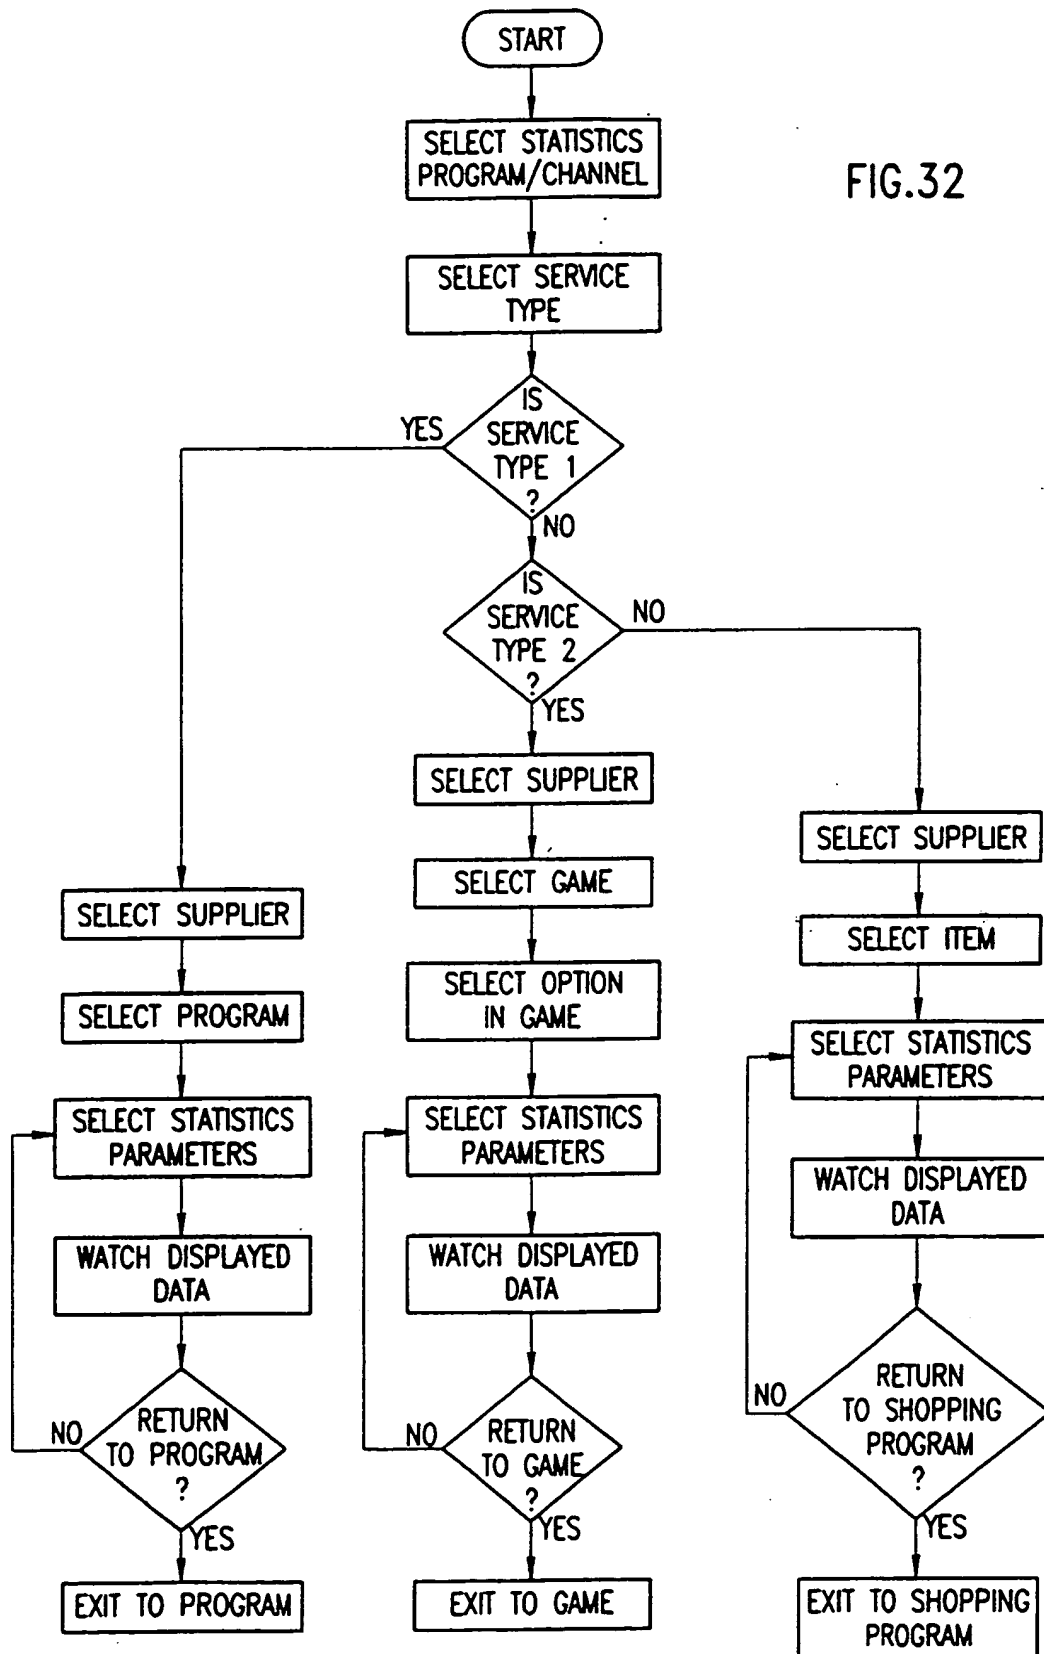 START
SELECT STATISTICS
PROGRAM/CHANNEL
FIG.32
SELECT SERVICE
TYPE
IS
SERVICE
TYPE 1
?
YES
NO
IS
SERVICE
TYPE 2
?
NO
YES
SELECT SUPPLIER
SELECT PROGRAM
SELECT STATISTICS
PARAMETERS
WATCH DISPLAYED
DATA
RETURN
TO PROGRAM
?
NO
YES
EXIT TO PROGRAM
SELECT SUPPLIER
SELECT GAME
SELECT OPTION
IN GAME
SELECT STATISTICS
PARAMETERS
WATCH DISPLAYED
DATA
RETURN
TO GAME
?
NO
YES
EXIT TO GAME
SELECT SUPPLIER
SELECT ITEM
SELECT STATISTICS
PARAMETERS
WATCH DISPLAYED
DATA
RETURN
TO SHOPPING
PROGRAM
?
NO
YES
EXIT TO SHOPPING
PROGRAM